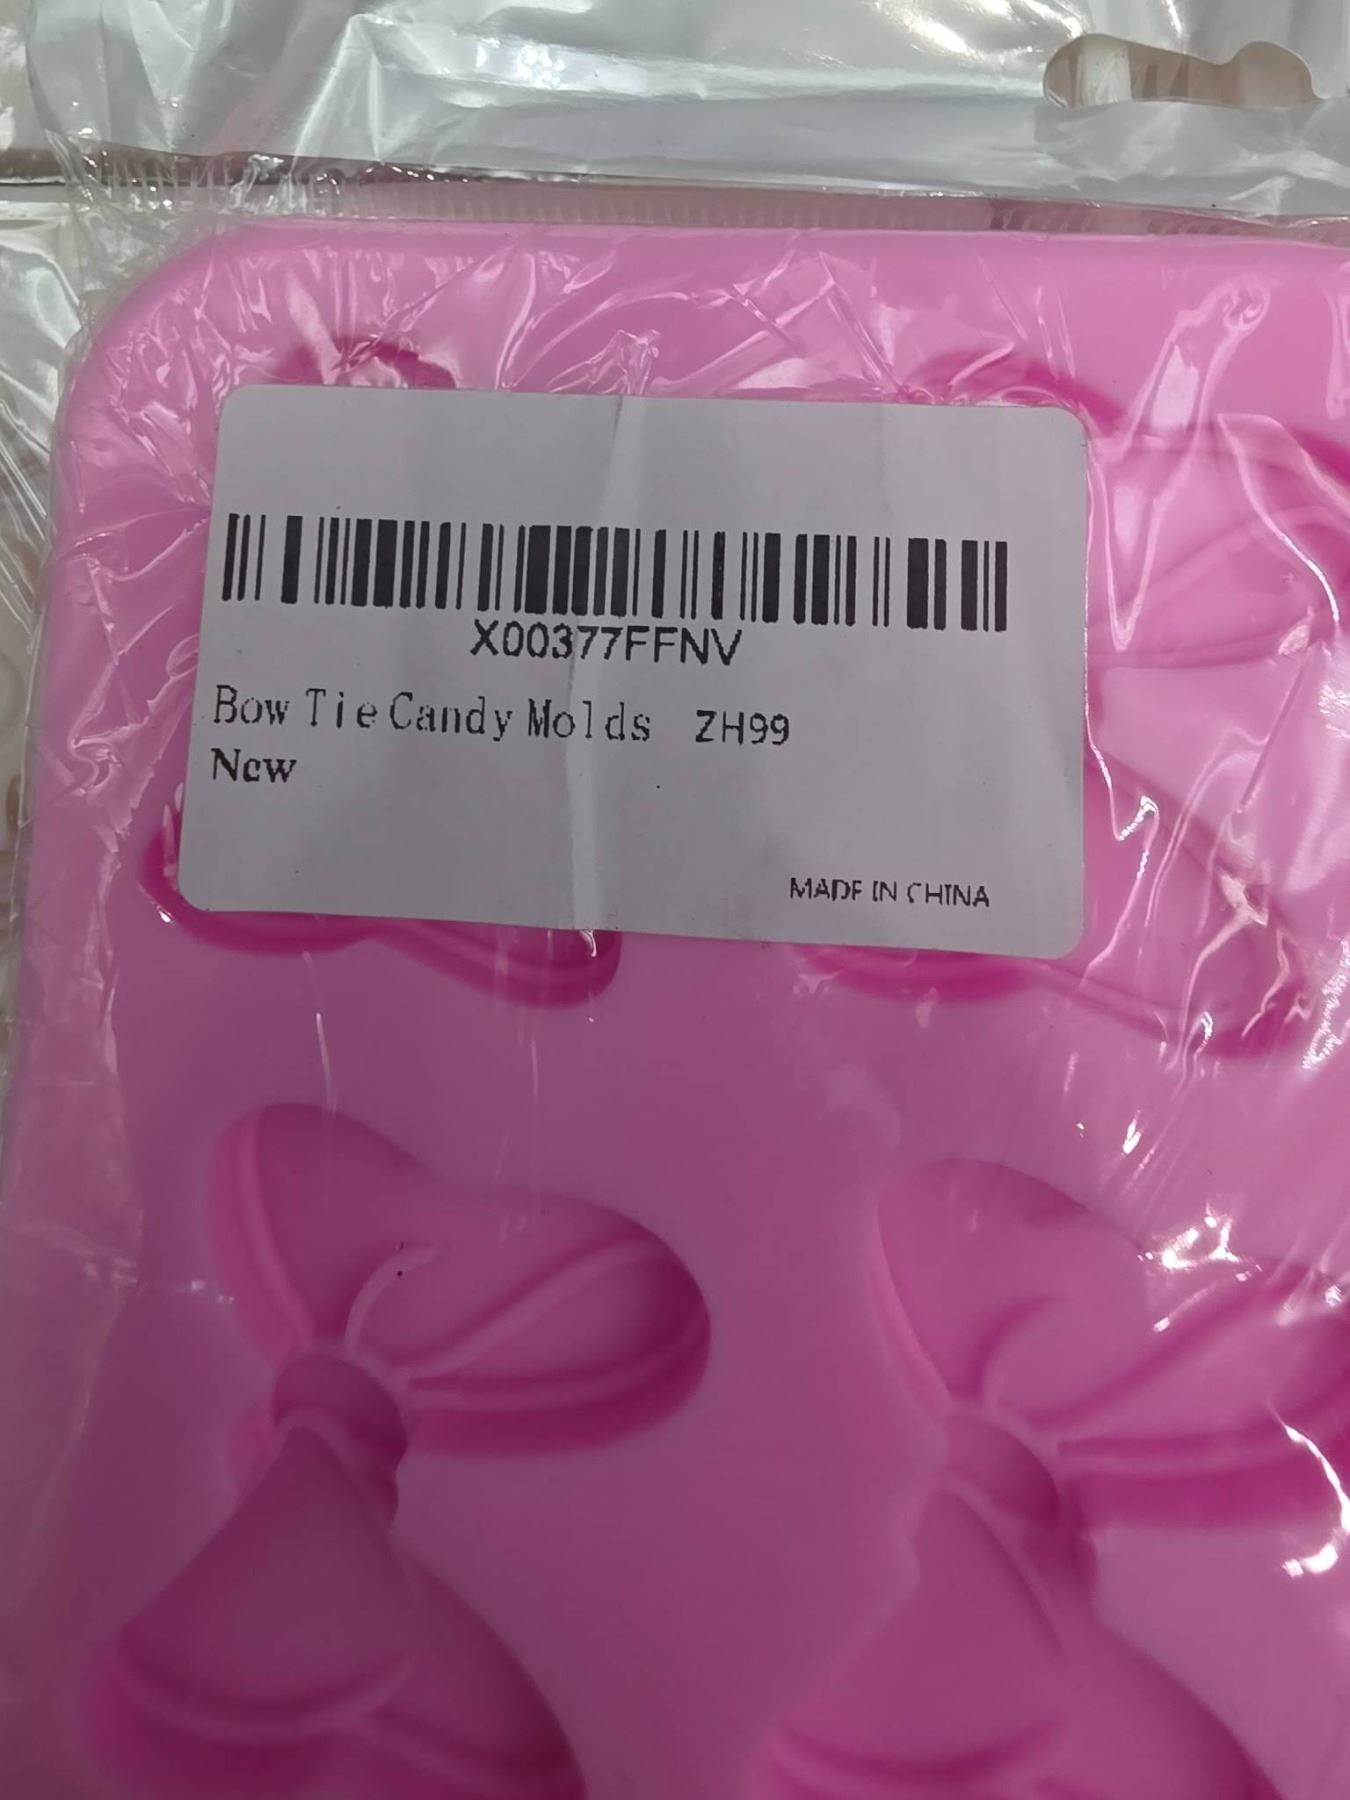 X00377FFNV
Bow Tie Candy Molds ZH99
New
MADE IN CHINA